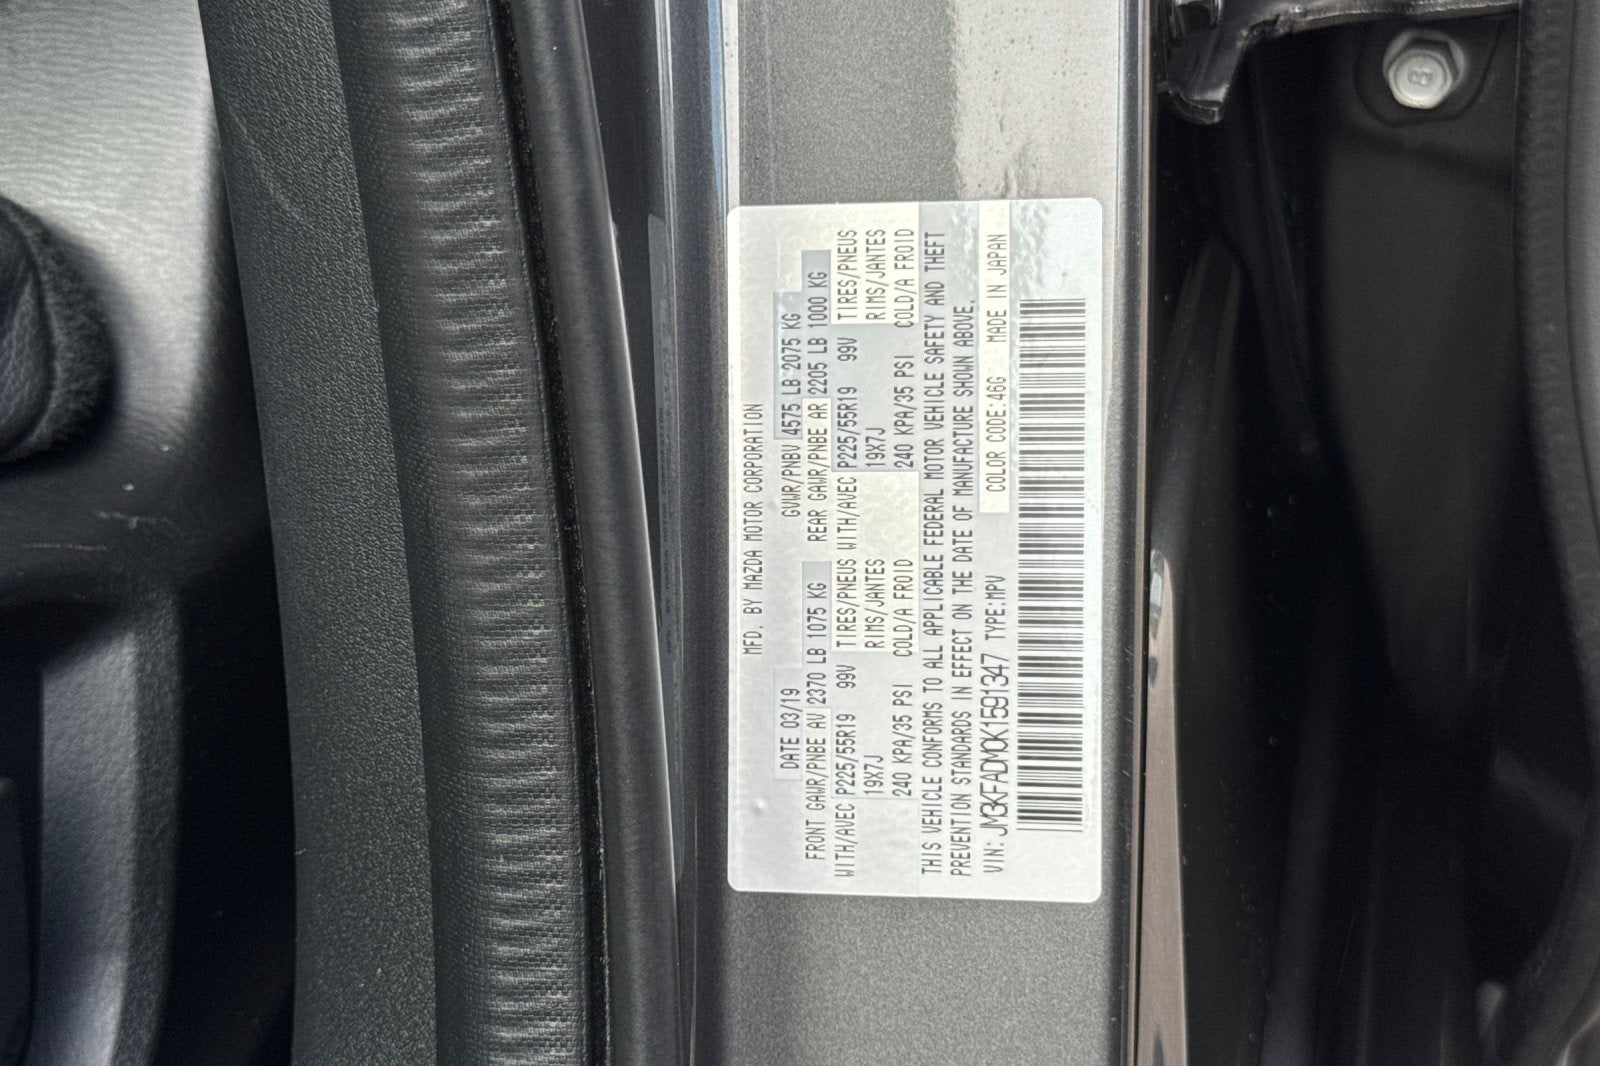 MFD. BY MAZDA MOTOR CORPORATION
DATE 03/19 GVWR/PNBV 4575 LB 2075 KG
FRONT GAWR/PNBE AV 2370 LB 1075 KG REAR GAWR/PNBE AR 2205 LB 1000 KG
WITH/AVEC P225/55R19 99V TIRES/PNEUS WITH/AVEC P225/55R19 99V TIRES/PNEUS
19X7J RIMS/JANTES 19X7J RIMS/JANTES
240 KPA/35 PSI COLD/A FROID 240 KPA/35 PSI COLD/A FROID
THIS VEHICLE CONFORMS TO ALL APPLICABLE FEDERAL MOTOR VEHICLE SAFETY AND THEFT
PREVENTION STANDARDS IN EFFECT ON THE DATE OF MANUFACTURE SHOWN ABOVE.
VIN: JM3KFADM0K1591347 TYPE:MPV COLOR CODE:46G MADE IN JAPAN
8